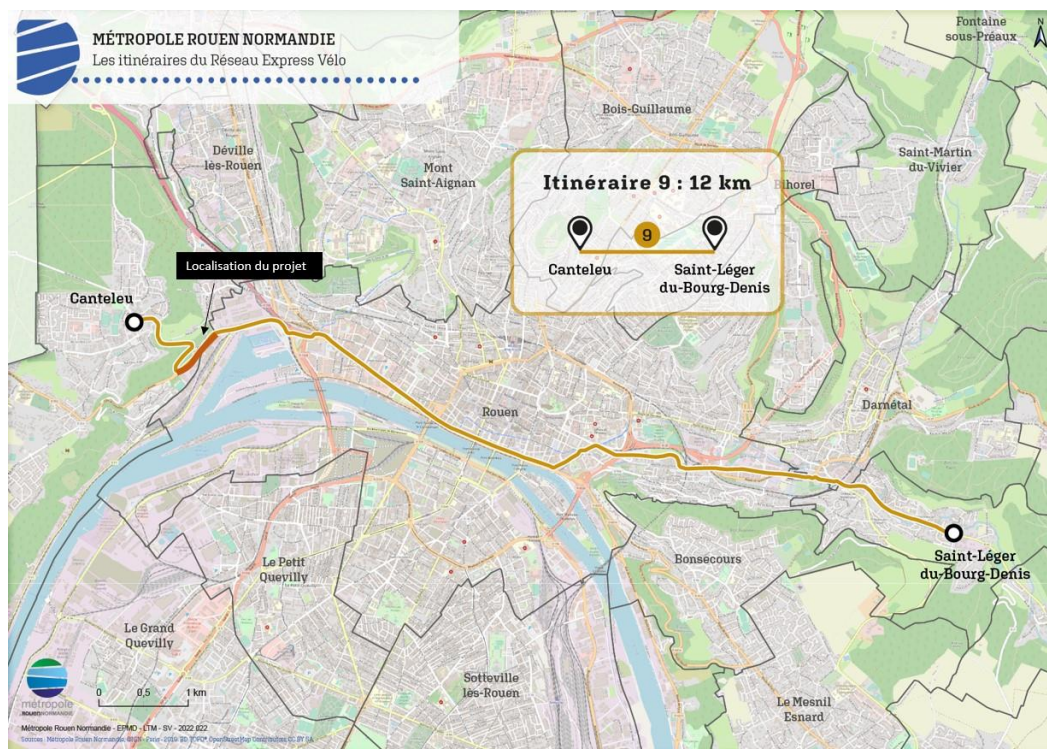 MÉTROPOLE ROUEN NORMANDIE
Les itinéraires du Réseau Express Vélo
N
Fontaine
sous-Préaux
Bois-Guillaume
Déville
lès-Rouen
Mont
Saint-Aignan
Saint-Martin
du-Vivier
Itinéraire 9 : 12 km
9
Canteleu
Saint-Léger
du-Bourg-Denis
Localisation du projet
Canteleu
Rouen
Darnétal
Saint-Léger
du-Bourg-Denis
Bonsecours
Le Petit
Quevilly
Le Grand
Quevilly
Sotteville
lès-Rouen
Le Mesnil
Esnard
0 0,5 1 km
métropole
ROUENNORMANDIE
Métropole Rouen Normandie - EPMD - LTM - SV - 2022_022